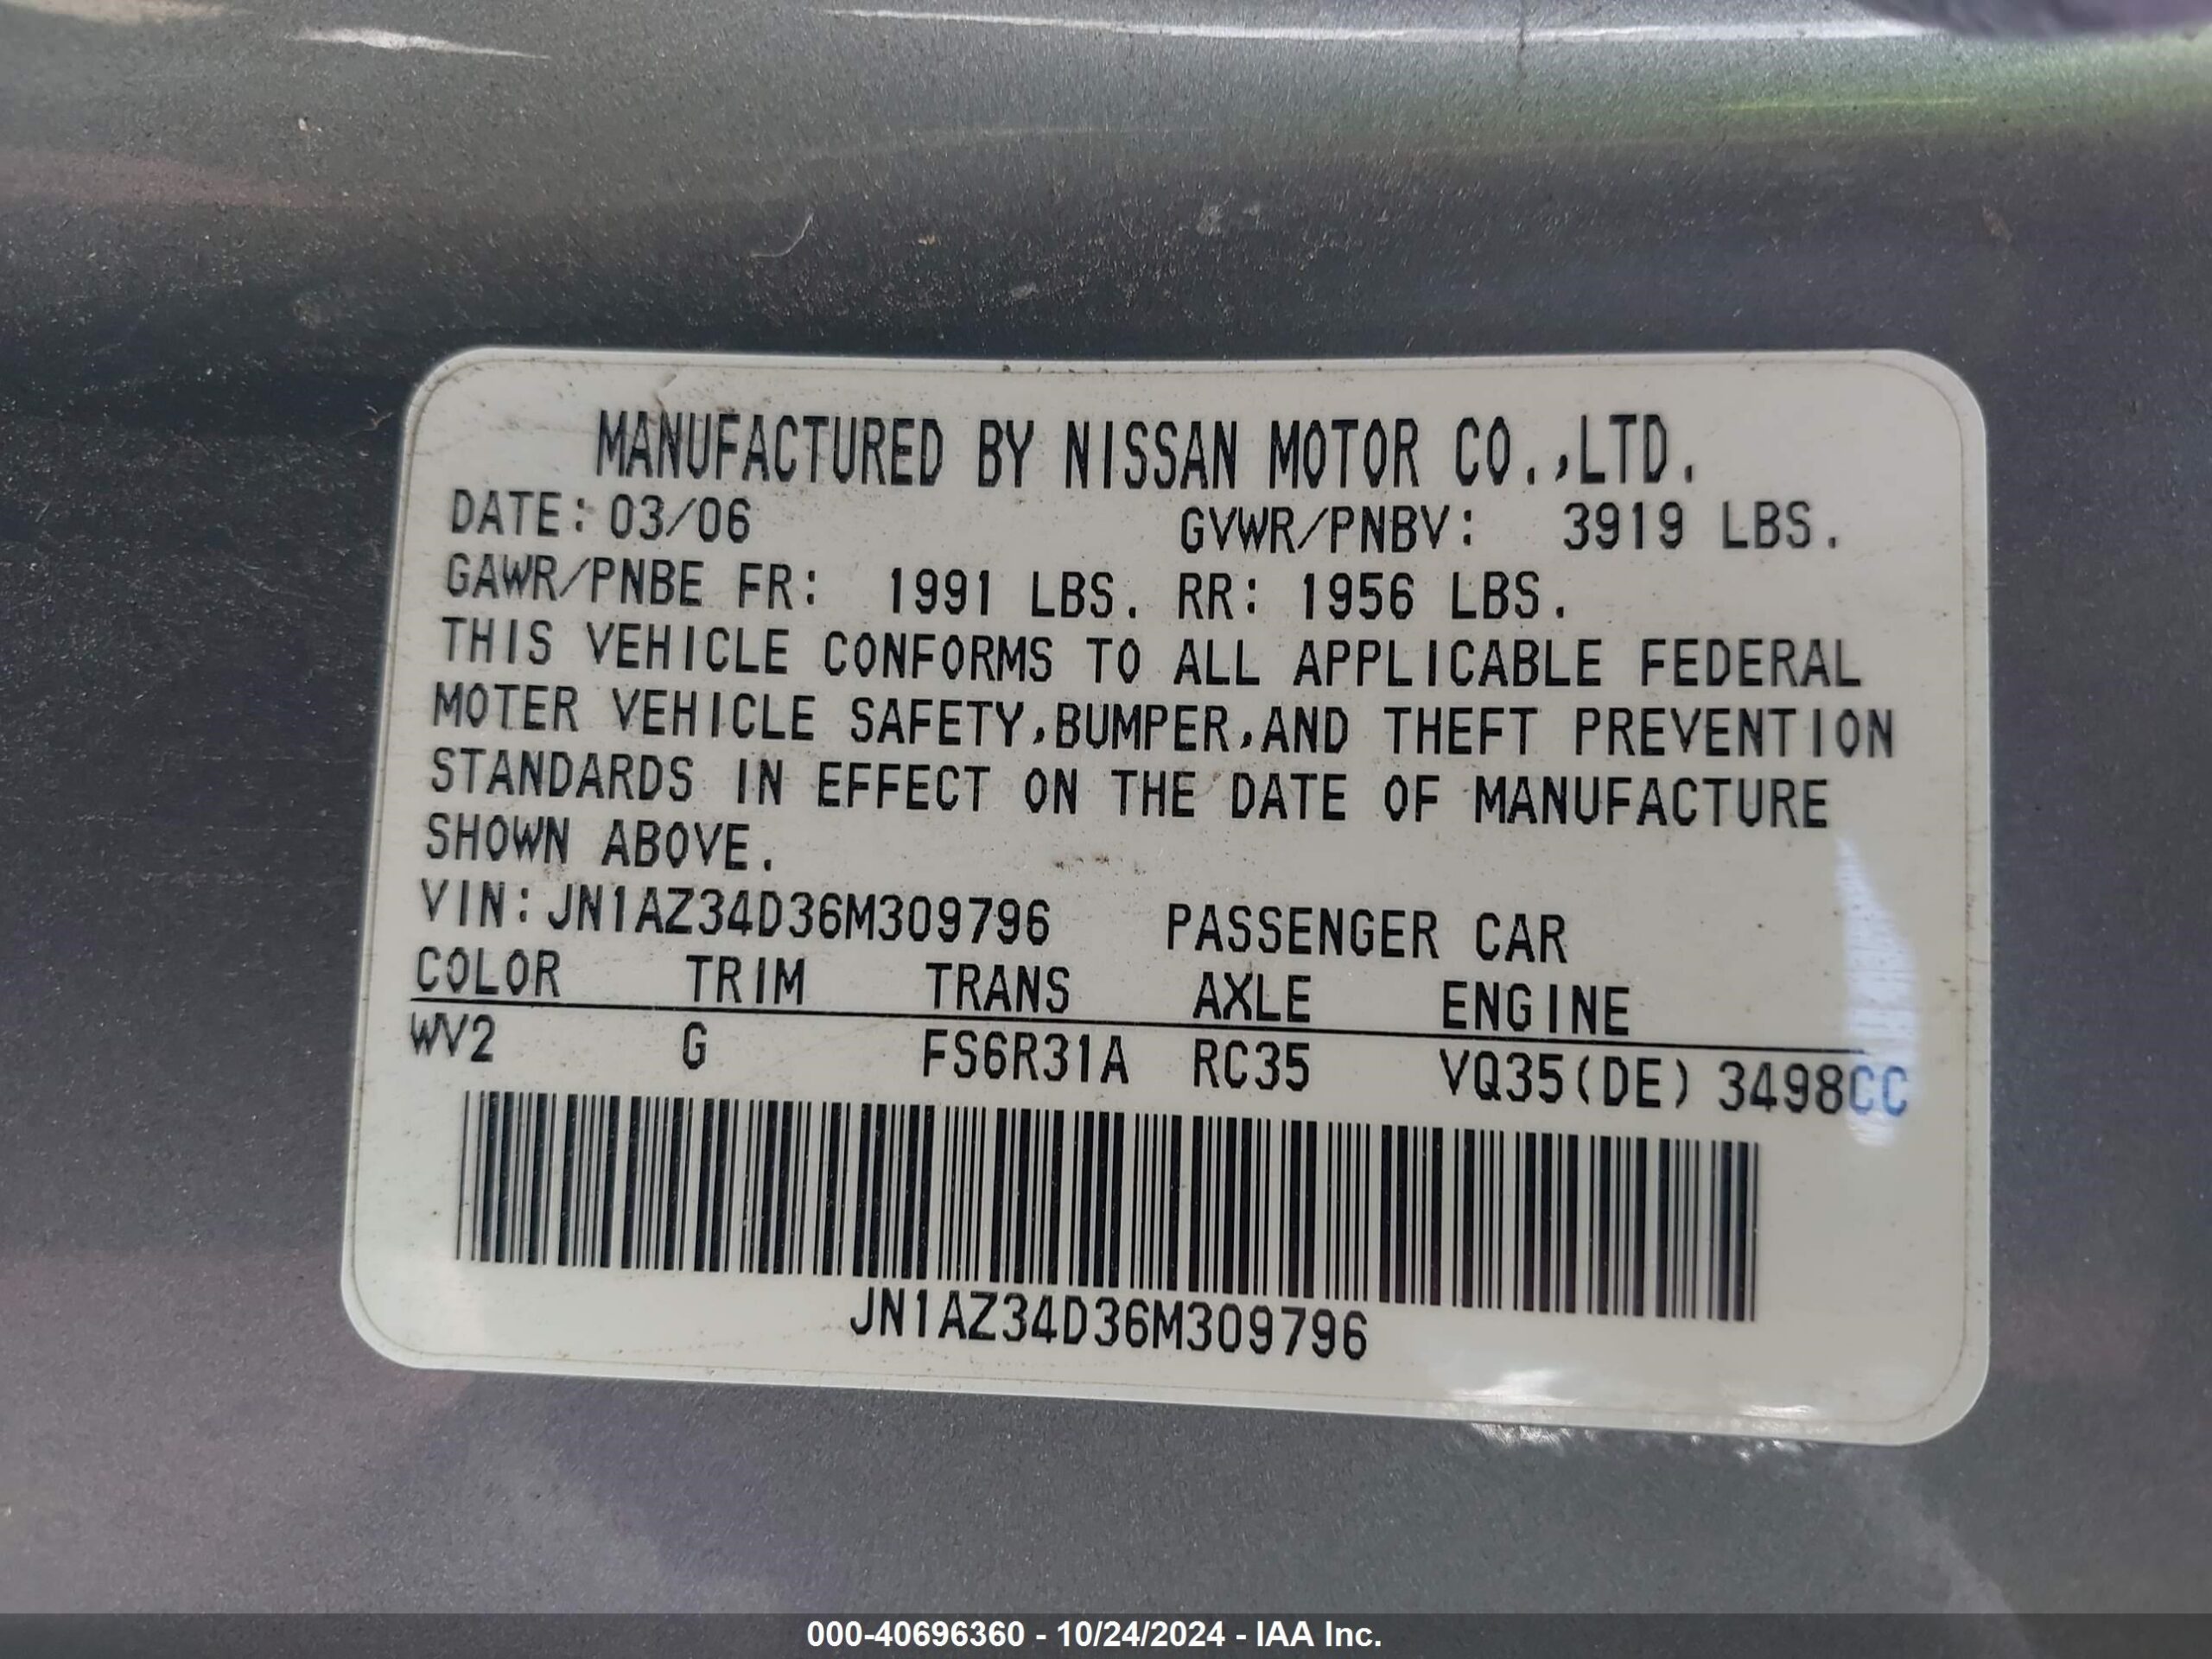 MANUFACTURED BY NISSAN MOTOR CO.,LTD.
DATE: 03/06 GVWR/PNBV: 3919 LBS.
GAWR/PNBE FR: 1991 LBS. RR: 1956 LBS.
THIS VEHICLE CONFORMS TO ALL APPLICABLE FEDERAL
MOTER VEHICLE SAFETY,BUMPER,AND THEFT PREVENTION
STANDARDS IN EFFECT ON THE DATE OF MANUFACTURE
SHOWN ABOVE.
VIN:JN1AZ34D36M309796 PASSENGER CAR
COLOR TRIM TRANS AXLE ENGINE
WV2 G FS6R31A RC35 VQ35(DE) 3498CC
JN1AZ34D36M309796
000-40696360 - 10/24/2024 - IAA Inc.